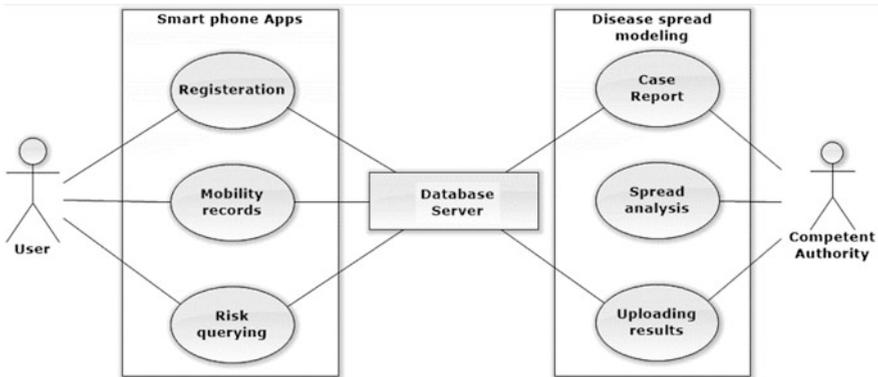 Smart phone Apps
Registeration
Mobility
records
Risk
querying
User
Database
Server
Disease spread
modeling
Case
Report
Spread
analysis
Uploading
results
Competent
Authority